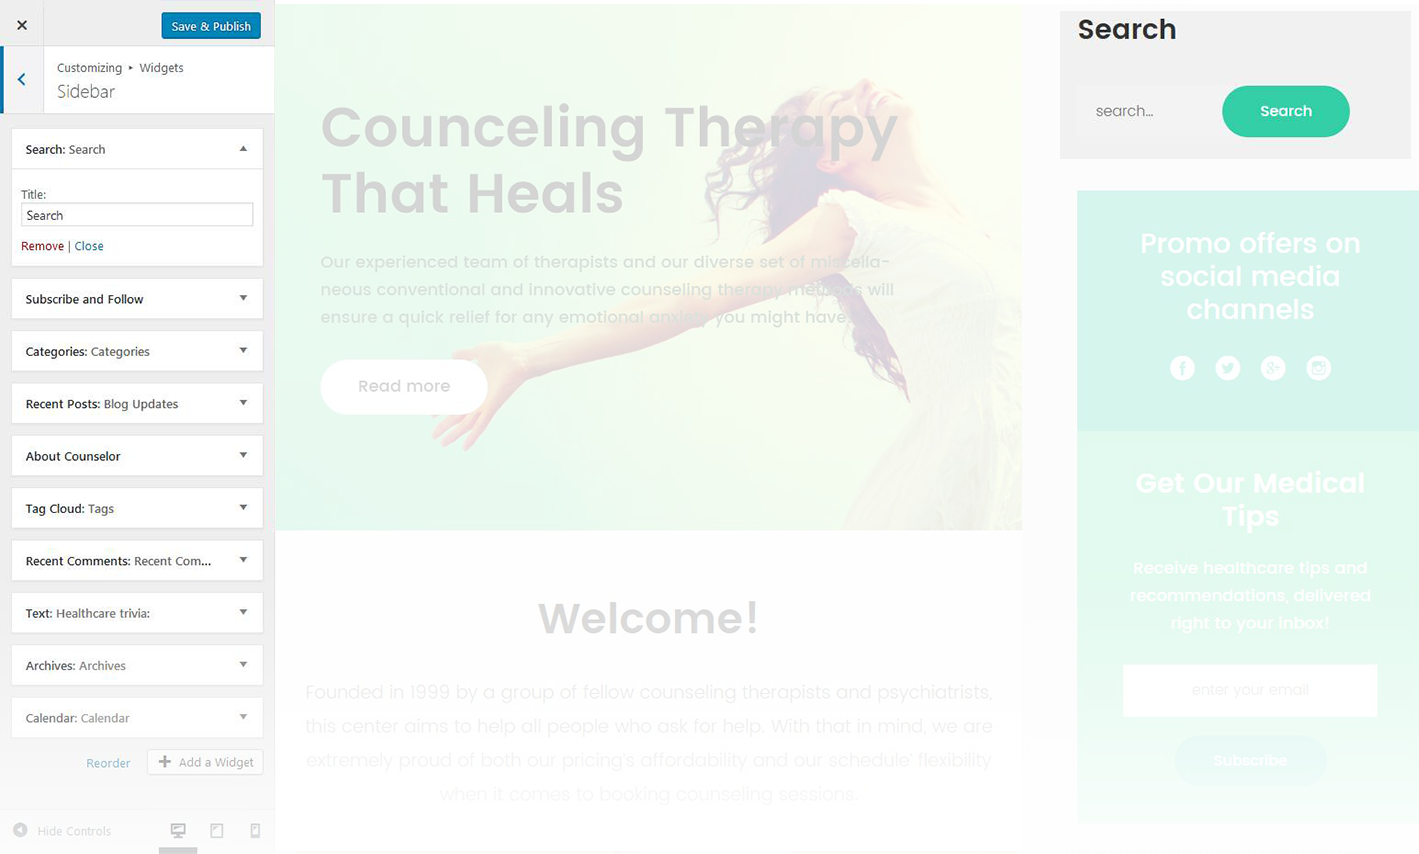 Save & Publish
Customizing ▸ Widgets
Sidebar
Search: Search
Title:
Search
Remove | Close
Subscribe and Follow
Categories: Categories
Recent Posts: Blog Updates
About Counselor
Tag Cloud: Tags
Recent Comments: Recent Com...
Text: Healthcare trivia:
Archives: Archives
Calendar: Calendar
Reorder
Add a Widget
Hide Controls
Counceling Therapy
That Heals
Our experienced team of therapists and our diverse set of miscella-
neous conventional and innovative counseling therapy methods will
ensure a quick relief for any emotional anxiety you might have.
Read more
Welcome!
Founded in 1999 by a group of fellow counseling therapists and psychiatrists,
this center aims to help all people who ask for help. With that in mind, we are
extremely proud of both our pricing's affordability and our schedule' flexibility
when it comes to booking counseling sessions.
Search
search...
Search
Promo offers on
social media
channels
Get Our Medical
Tips
Receive healthcare tips and
recommendations, delivered
right to your inbox!
enter your email
Subscribe